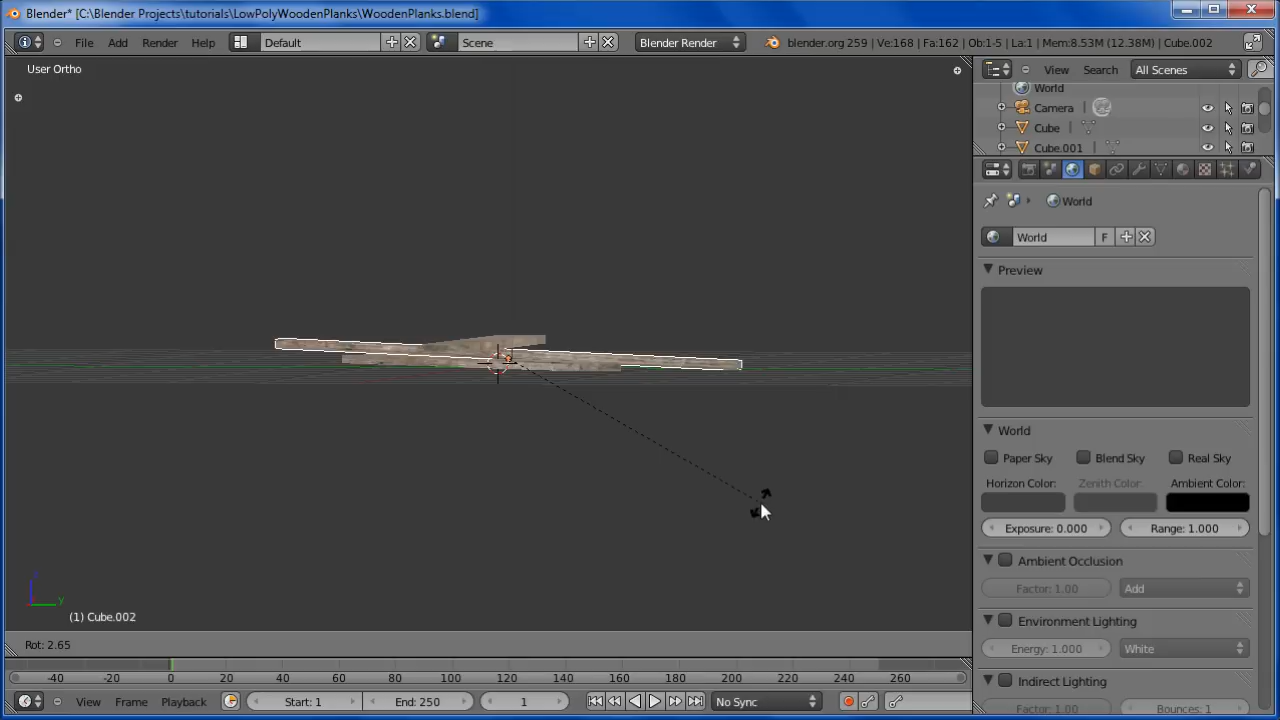 Blender* [C:\Blender Projects\tutorials\LowPolyWoodenPlanks\WoodenPlanks.blend]
File Add Render Help Default Scene Blender Render blender.org 259 | Ve:168 | Fa:162 | Ob:1-5 | La:1 | Mem:8.53M (12.38M) | Cube.002
User Ortho
View Search All Scenes
World
Camera
Cube
Cube.001
World
World F
Preview
World
Paper Sky Blend Sky Real Sky
Horizon Color: Zenith Color: Ambient Color:
Exposure: 0.000 Range: 1.000
Ambient Occlusion
Factor: 1.00 Add
Environment Lighting
Energy: 1.000 White
Indirect Lighting
Factor: 1.00 Bounces: 1
y
(1) Cube.002
Rot: 2.65
-40 -20 0 20 40 60 80 100 120 140 160 180 200 220 240 260
View Frame Playback Start: 1 End: 250 1 No Sync